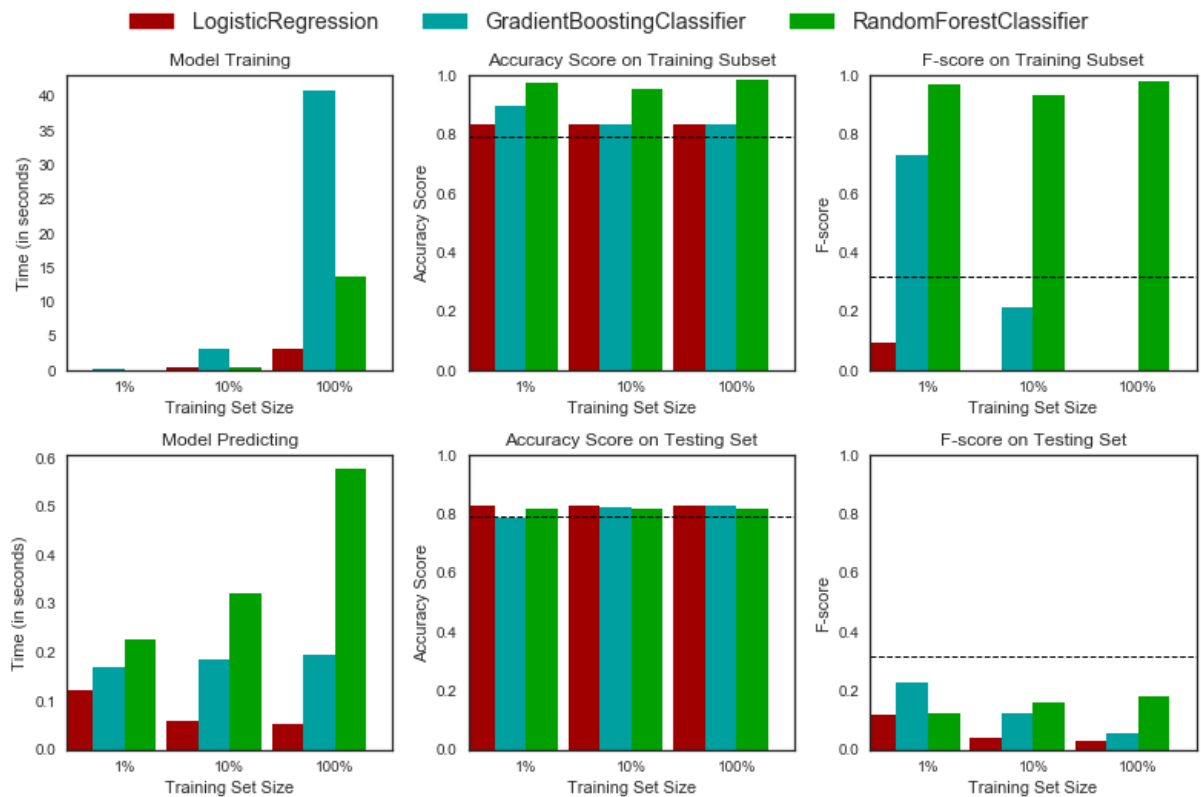 LogisticRegression GradientBoostingClassifier RandomForestClassifier
Model Training
Time (in seconds)
40
35
30
25
20
15
10
5
0
1% 10% 100%
Training Set Size
Accuracy Score on Training Subset
Accuracy Score
1.0
0.8
0.6
0.4
0.2
0.0
1% 10% 100%
Training Set Size
F-score on Training Subset
F-score
1.0
0.8
0.6
0.4
0.2
0.0
1% 10% 100%
Training Set Size
Model Predicting
Time (in seconds)
0.6
0.5
0.4
0.3
0.2
0.1
0.0
1% 10% 100%
Training Set Size
Accuracy Score on Testing Set
Accuracy Score
1.0
0.8
0.6
0.4
0.2
0.0
1% 10% 100%
Training Set Size
F-score on Testing Set
F-score
1.0
0.8
0.6
0.4
0.2
0.0
1% 10% 100%
Training Set Size